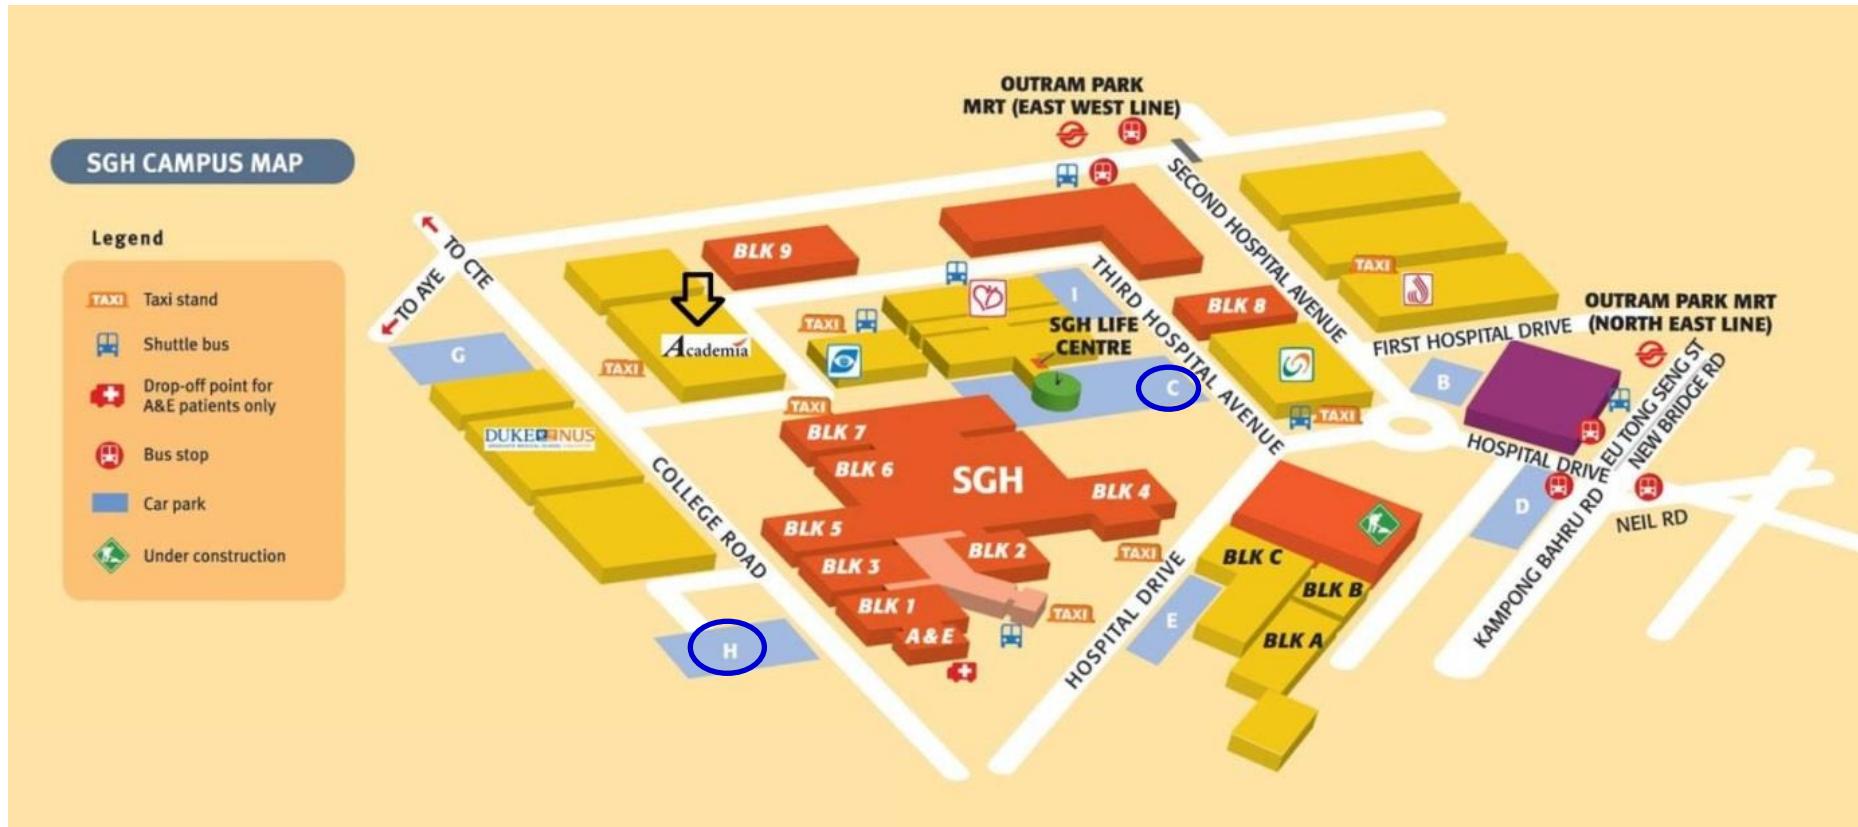 SGH CAMPUS MAP
Legend
TAXI Taxi stand
Shuttle bus
Drop-off point for
A&E patients only
Bus stop
Car park
Under construction
OUTRAM PARK
MRT (EAST WEST LINE)
TO CTE
TO AYE
BLK 9
SECOND HOSPITAL AVENUE
THIRD HOSPITAL AVENUE
TAXI
OUTRAM PARK MRT
(NORTH EAST LINE)
FIRST HOSPITAL DRIVE
I
BLK 8
SGH LIFE
CENTRE
Academia
TAXI
TAXI
G
C
B
EU TONG SENG ST
NEW BRIDGE RD
TAXI
TAXI
DUKE NUS
BLK 7
BLK 6
SGH
BLK 4
HOSPITAL DRIVE
D
KAMPONG BAHRU RD
NEIL RD
COLLEGE ROAD
BLK 5
BLK 2
BLK 3
TAXI
BLK C
BLK B
BLK 1
TAXI
A & E
HOSPITAL DRIVE
E
BLK A
H